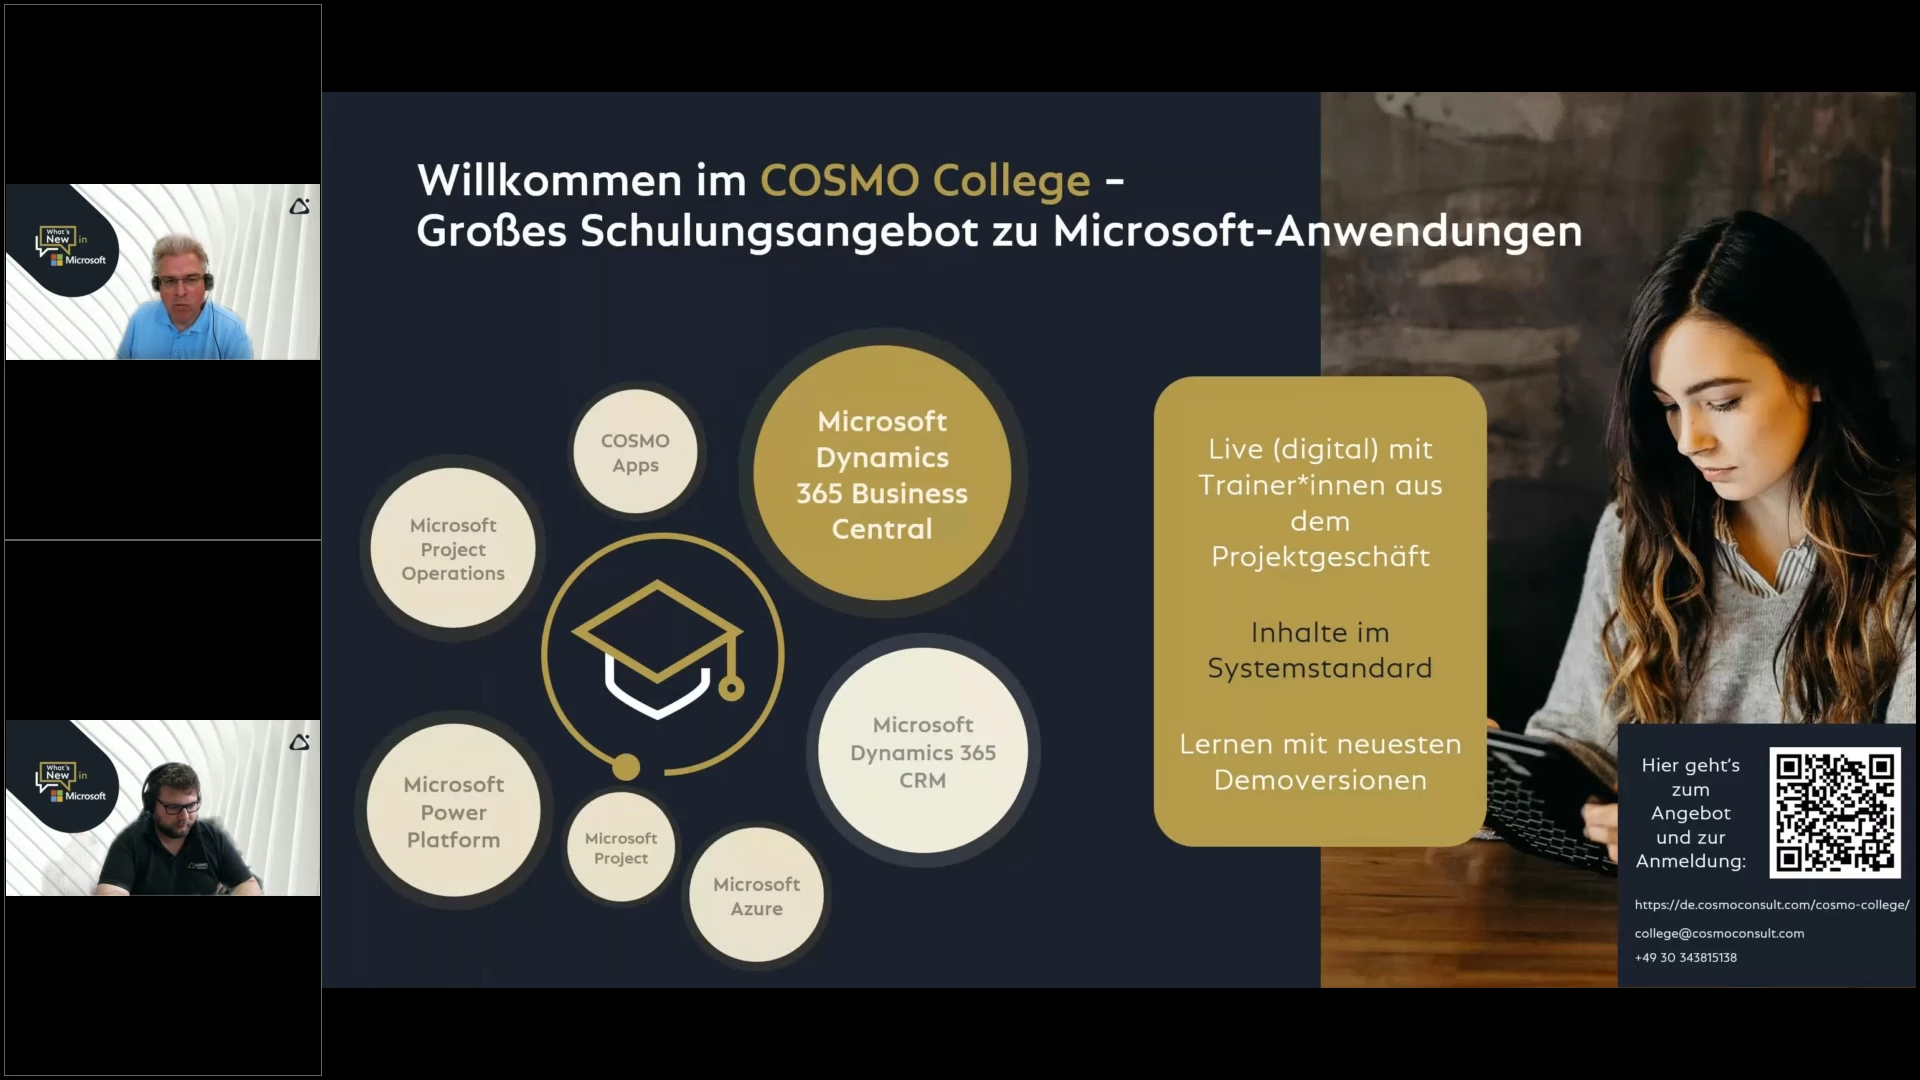 What's
New in
Microsoft
What's
New in
Microsoft
Willkommen im COSMO College –
Großes Schulungsangebot zu Microsoft-Anwendungen
COSMO
Apps
Microsoft
Dynamics
365 Business
Central
Microsoft
Project
Operations
Microsoft
Dynamics 365
CRM
Microsoft
Power
Platform
Microsoft
Project
Microsoft
Azure
Live (digital) mit
Trainer*innen aus
dem
Projektgeschäft
Inhalte im
Systemstandard
Lernen mit neuesten
Demoversionen
Hier geht's
zum
Angebot
und zur
Anmeldung:
https://de.cosmoconsult.com/cosmo-college/
college@cosmoconsult.com
+49 30 343815138